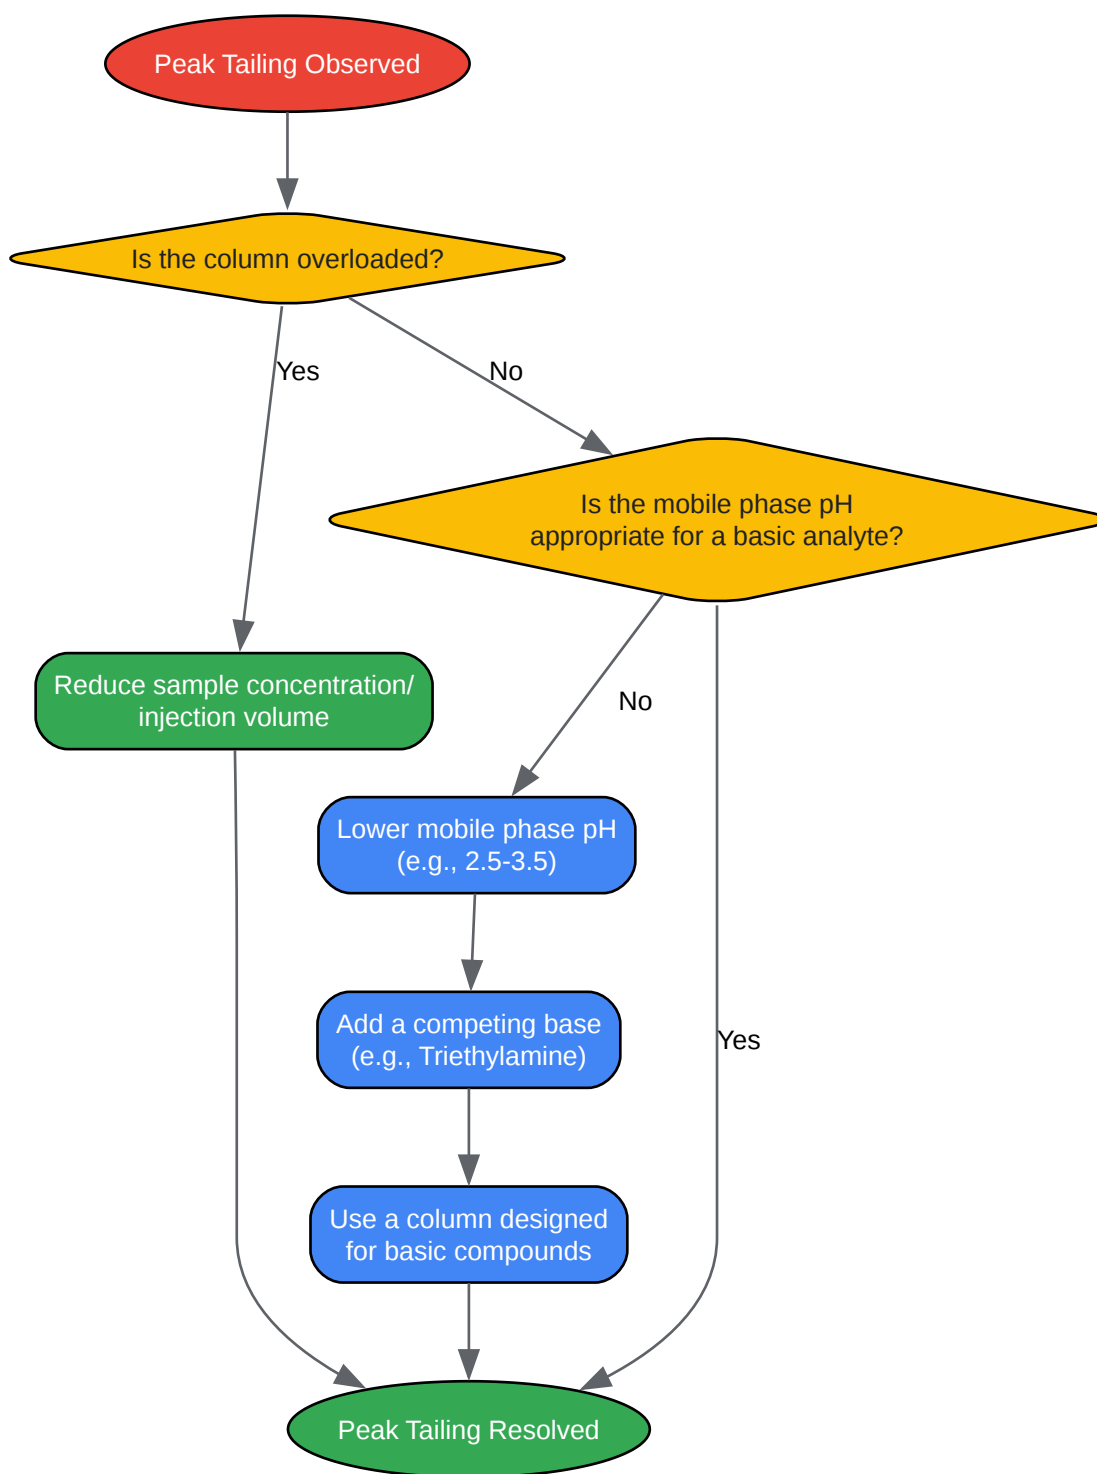 Peak Tailing Observed
Is the column overloaded?
Yes
No
Is the mobile phase pH
appropriate for a basic analyte?
Reduce sample concentration/
injection volume
No
Lower mobile phase pH
(e.g., 2.5-3.5)
Add a competing base
(e.g., Triethylamine)
Yes
Use a column designed
for basic compounds
Peak Tailing Resolved